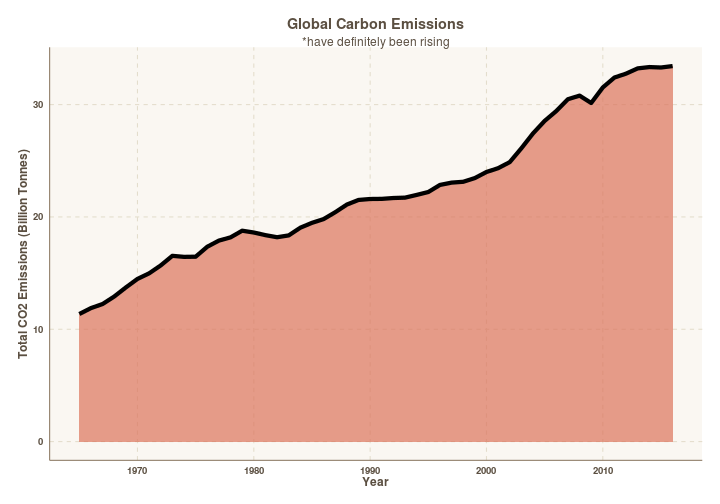 Global Carbon Emissions
*have definitely been rising
Total CO2 Emissions (Billion Tonnes)
30
20
10
0
1970 1980 1990 2000 2010
Year